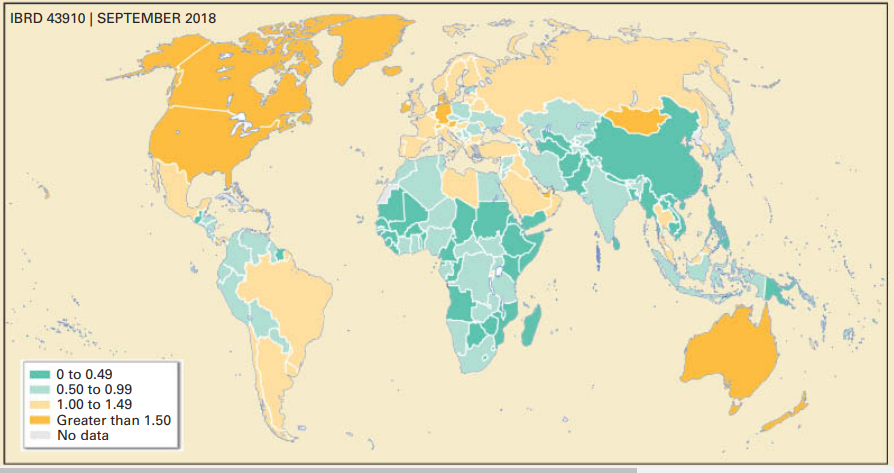 IBRD 43910 | SEPTEMBER 2018
0 to 0.49
0.50 to 0.99
1.00 to 1.49
Greater than 1.50
No data